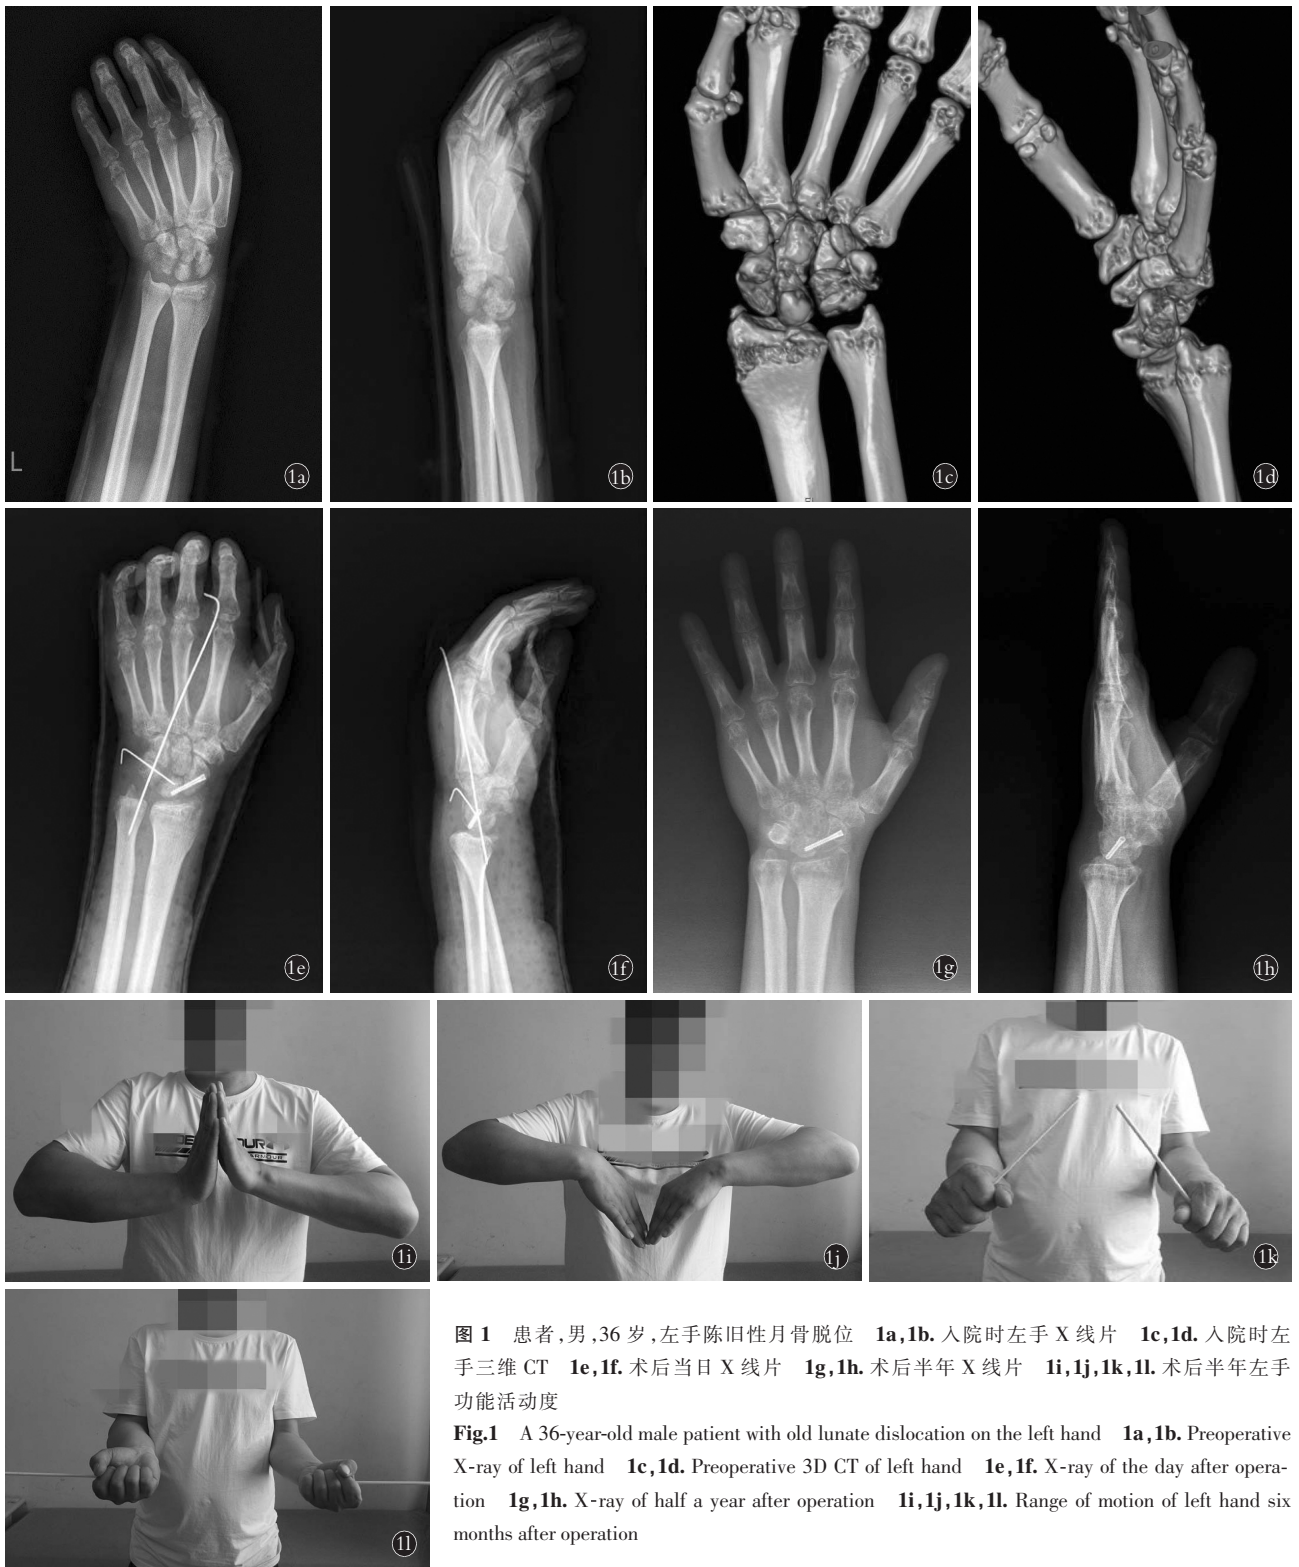 L
1a
1b
1c
1d
1e
1f
1g
1h
1i
1j
1k
1l
图 1 患者,男,36 岁,左手陈旧性月骨脱位 1a,1b. 入院时左手 X 线片 1c,1d. 入院时左
手三维 CT 1e,1f. 术后当日 X 线片 1g,1h. 术后半年 X 线片 1i,1j,1k,1l. 术后半年左手
功能活动度
Fig.1 A 36-year-old male patient with old lunate dislocation on the left hand 1a,1b. Preoperative
X-ray of left hand 1c,1d. Preoperative 3D CT of left hand 1e,1f. X-ray of the day after opera-
tion 1g,1h. X-ray of half a year after operation 1i,1j,1k,1l. Range of motion of left hand six
months after operation